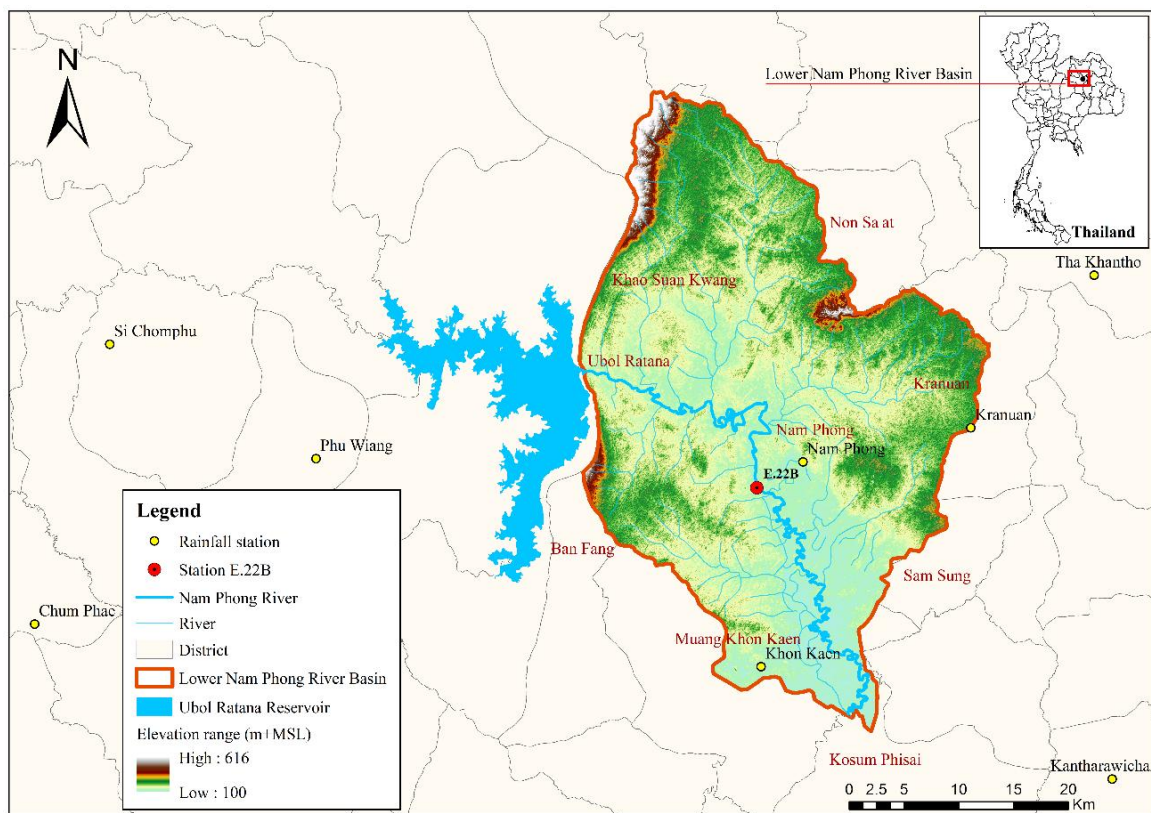 N
Lower Nam Phong River Basin
Thailand
Non Sa at
Tha Khantho
Khao Suan Kwang
Si Chomphu
Ubol Ratana
Kranuan
Kranuan
Nam Phong
Nam Phong
Phu Wiang
E.22B
Legend
Rainfall station
Station E.22B
Nam Phong River
River
District
Lower Nam Phong River Basin
Ubol Ratana Reservoir
Elevation range (m+MSL)
High : 616
Low : 100
Ban Fang
Sam Sung
Chum Phae
Muang Khon Kaen
Khon Kaen
Kosum Phisai
Kantharawichai
0 2.5 5 10 15 20
Km